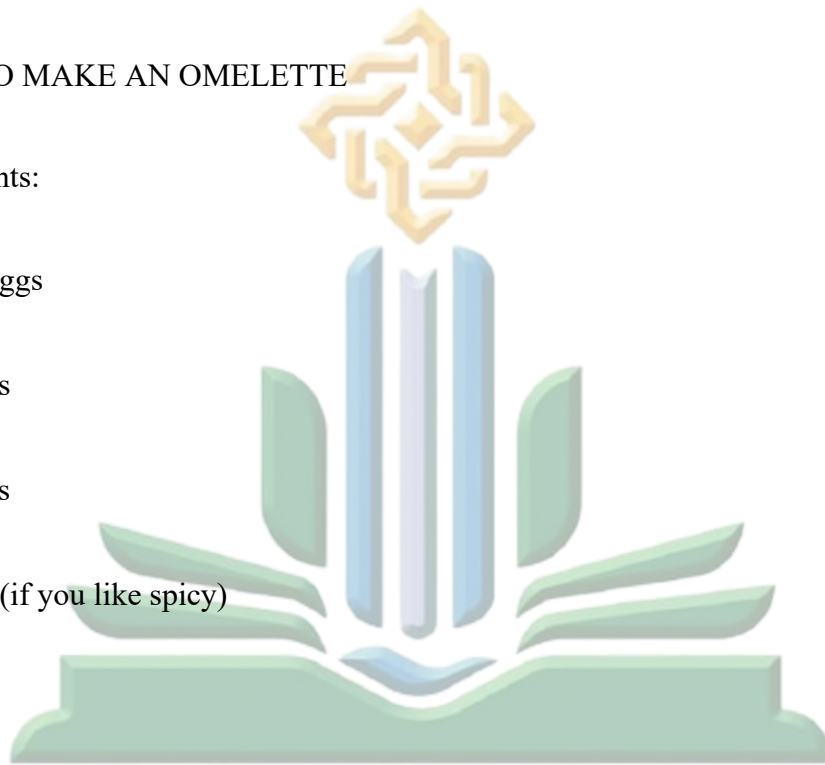 O MAKE AN OMELETTE
nts:
ggs
s
s
(if you like spicy)